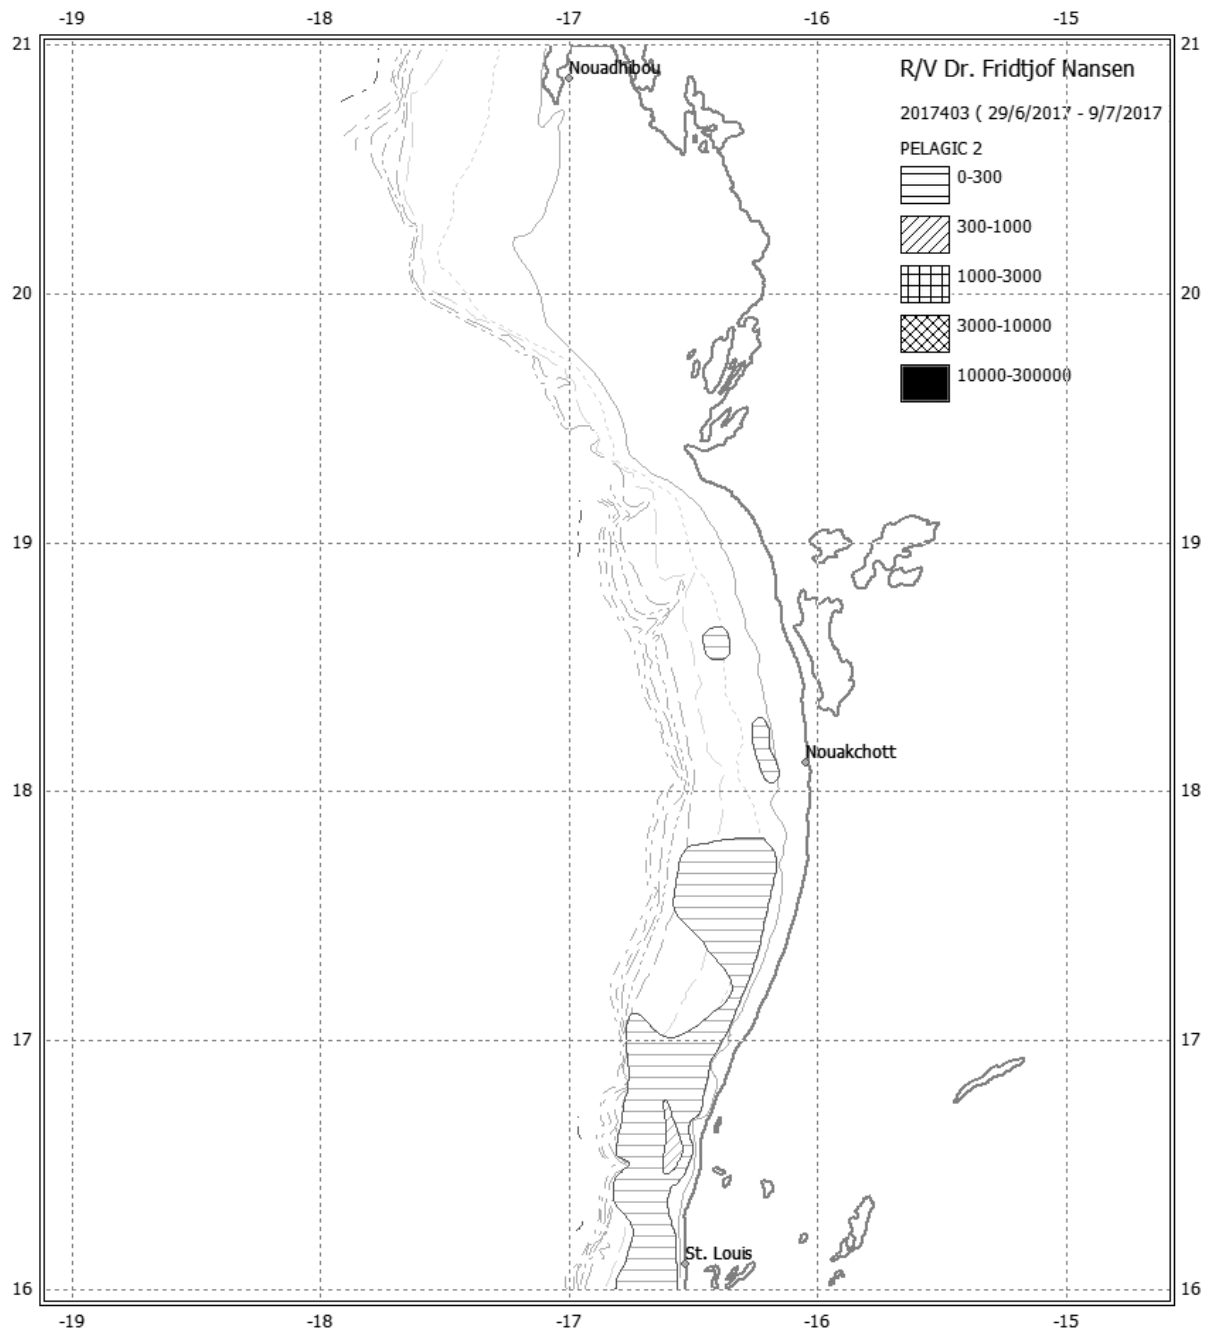 -19 -18 -17 -16 -15
21 21
Nouadhibou
R/V Dr. Fridtjof Nansen
2017403 ( 29/6/2017 - 9/7/2017
PELAGIC 2
0-300
300-1000
1000-3000
3000-10000
10000-300000
20 20
19 19
Nouakchott
18 18
17 17
St. Louis
16 16
-19 -18 -17 -16 -15